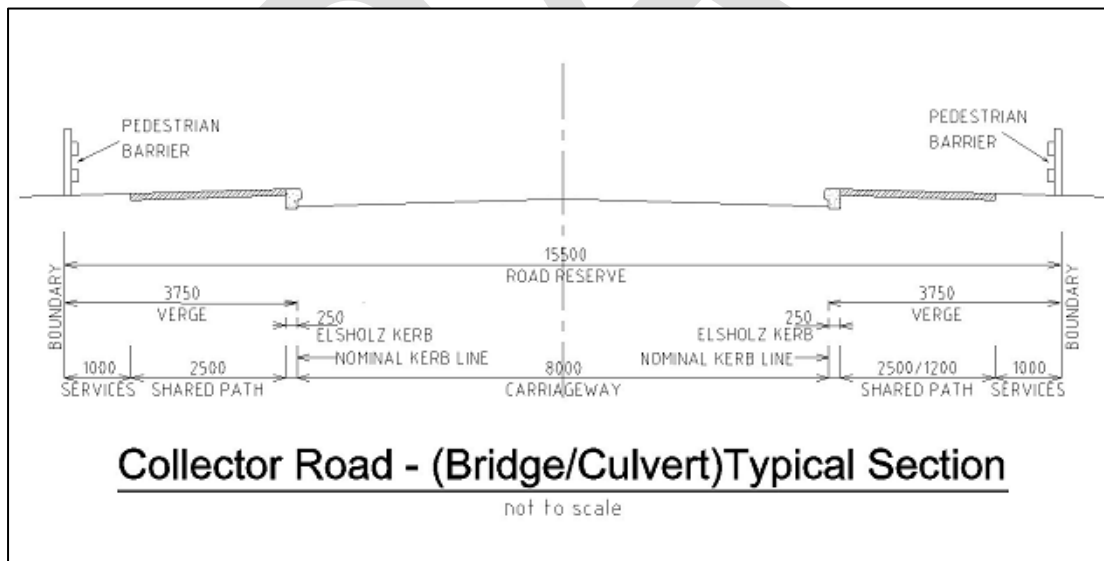 PEDESTRIAN
BARRIER
PEDESTRIAN
BARRIER
15500
ROAD RESERVE
BOUNDARY
BOUNDARY
3750
VERGE
3750
VERGE
250
ELSHOLZ KERB
250
ELSHOLZ KERB
NOMINAL KERB LINE
NOMINAL KERB LINE
1000
SERVICES
2500
SHARED PATH
8000
CARRIAGEWAY
2500/1200
SHARED PATH
1000
SERVICES
Collector Road - (Bridge/Culvert)Typical Section
not to scale